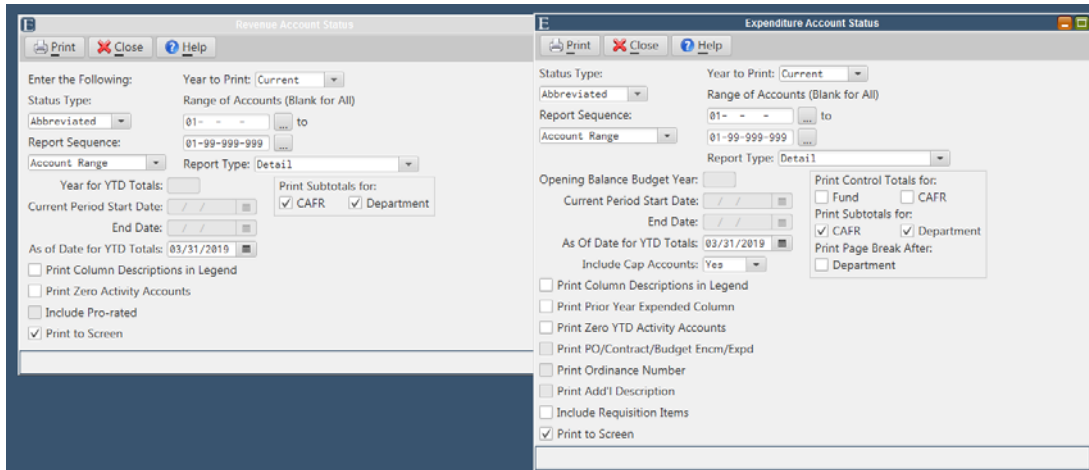 Revenue Account Status
Print Close Help
Enter the Following: Year to Print: Current
Status Type: Range of Accounts (Blank for All)
Abbreviated 01- - - ... to
Report Sequence: 01-99-999-999 ...
Account Range Report Type: Detail
Year for YTD Totals: Print Subtotals for:
Current Period Start Date: / / CAFR Department
End Date: / /
As of Date for YTD Totals: 03/31/2019
Print Column Descriptions in Legend
Print Zero Activity Accounts
Include Pro-rated
Print to Screen
Expenditure Account Status
Print Close Help
Status Type: Year to Print: Current
Abbreviated Range of Accounts (Blank for All)
Report Sequence: 01- - - ... to
Account Range 01-99-999-999 ...
Report Type: Detail
Opening Balance Budget Year: Print Control Totals for:
Current Period Start Date: / / Fund CAFR
End Date: / / Print Subtotals for:
As Of Date for YTD Totals: 03/31/2019 CAFR Department
Include Cap Accounts: Yes Print Page Break After:
Department
Print Column Descriptions in Legend
Print Prior Year Expended Column
Print Zero YTD Activity Accounts
Print PO/Contract/Budget Encm/Expd
Print Ordinance Number
Print Add'l Description
Include Requisition Items
Print to Screen